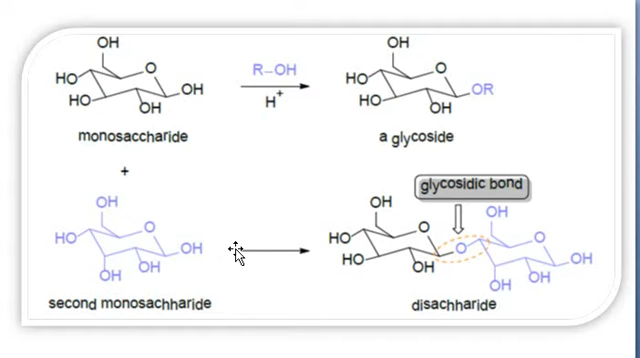 OH
HO
HO
O
OH
OH
R–OH
H+
OH
HO
HO
O
OH
OR
monosaccharide
a glycoside
+
glycosidic bond
OH
HO
O
OH
OH
OH
OH
HO
HO
O
OH
O
OH
O
OH
OH
OH
second monosachharide
disachharide